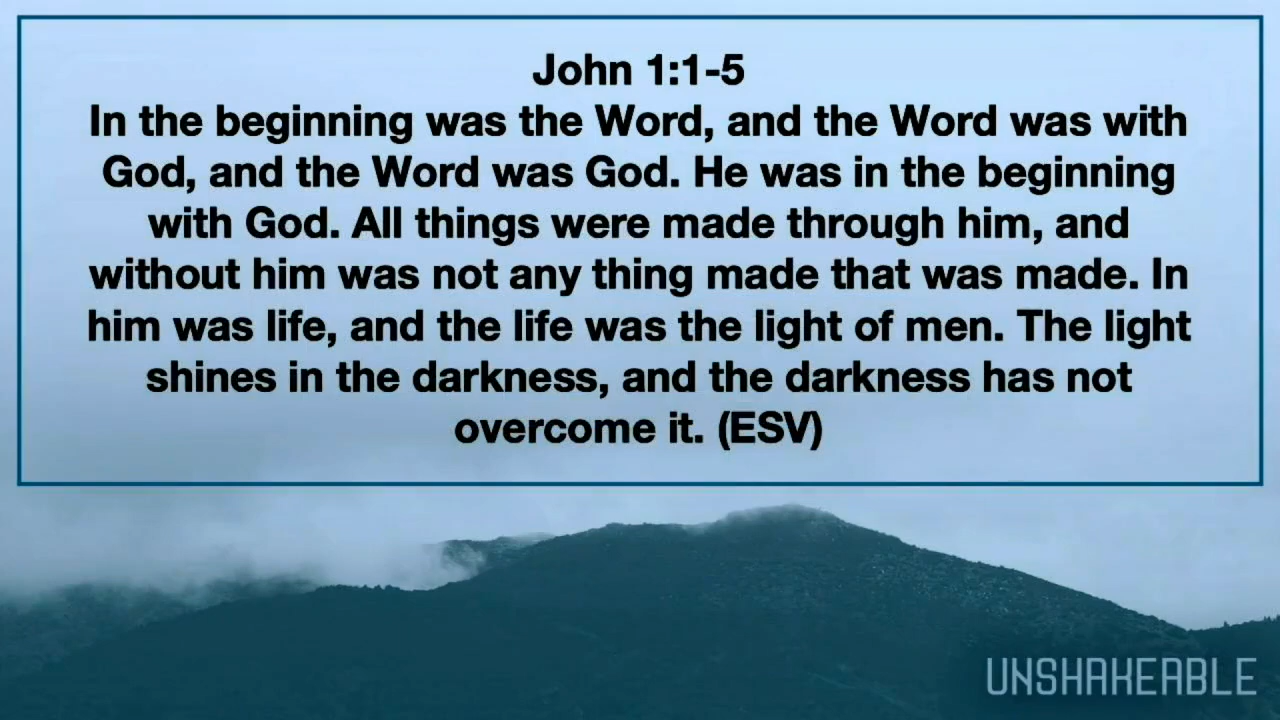 John 1:1-5
In the beginning was the Word, and the Word was with
God, and the Word was God. He was in the beginning
with God. All things were made through him, and
without him was not any thing made that was made. In
him was life, and the life was the light of men. The light
shines in the darkness, and the darkness has not
overcome it. (ESV)
UNSHAKEABLE